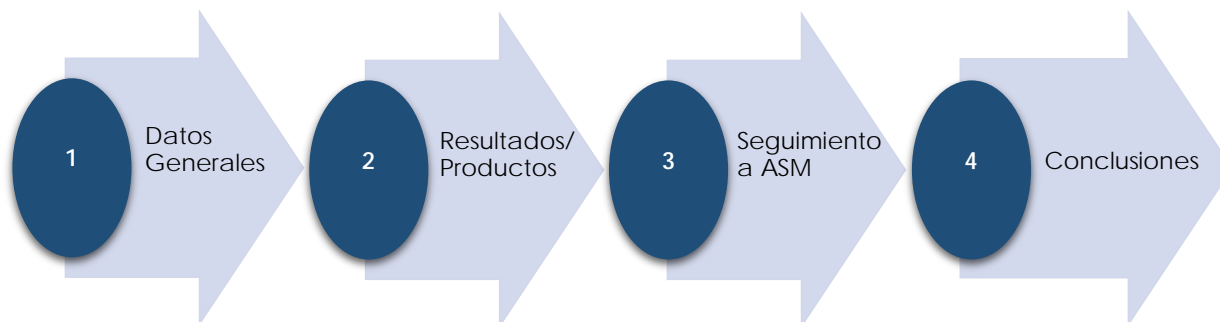 1
Datos
Generales
2
Resultados/
Productos
3
Seguimiento
a ASM
4
Conclusiones